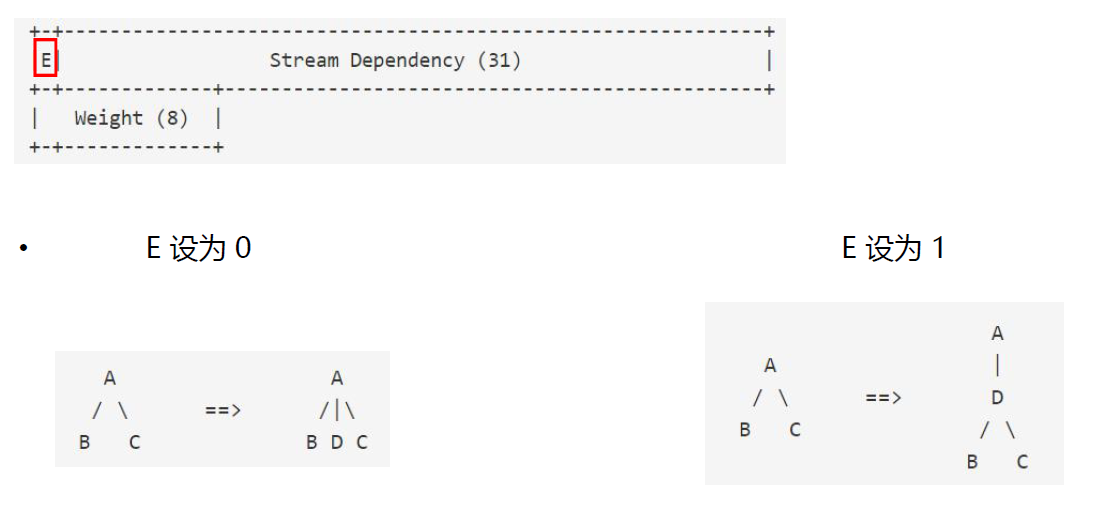 +-+-------------------------------------------------------------+
E| Stream Dependency (31) |
+-+-------------+-----------------------------------------------+
| Weight (8) |
+-+-------------+
• E 设为 0 E 设为 1
A
/ \ ==>
B C
A
/|\
B D C
A
/ \ ==>
B C
A
|
D
/ \
B C